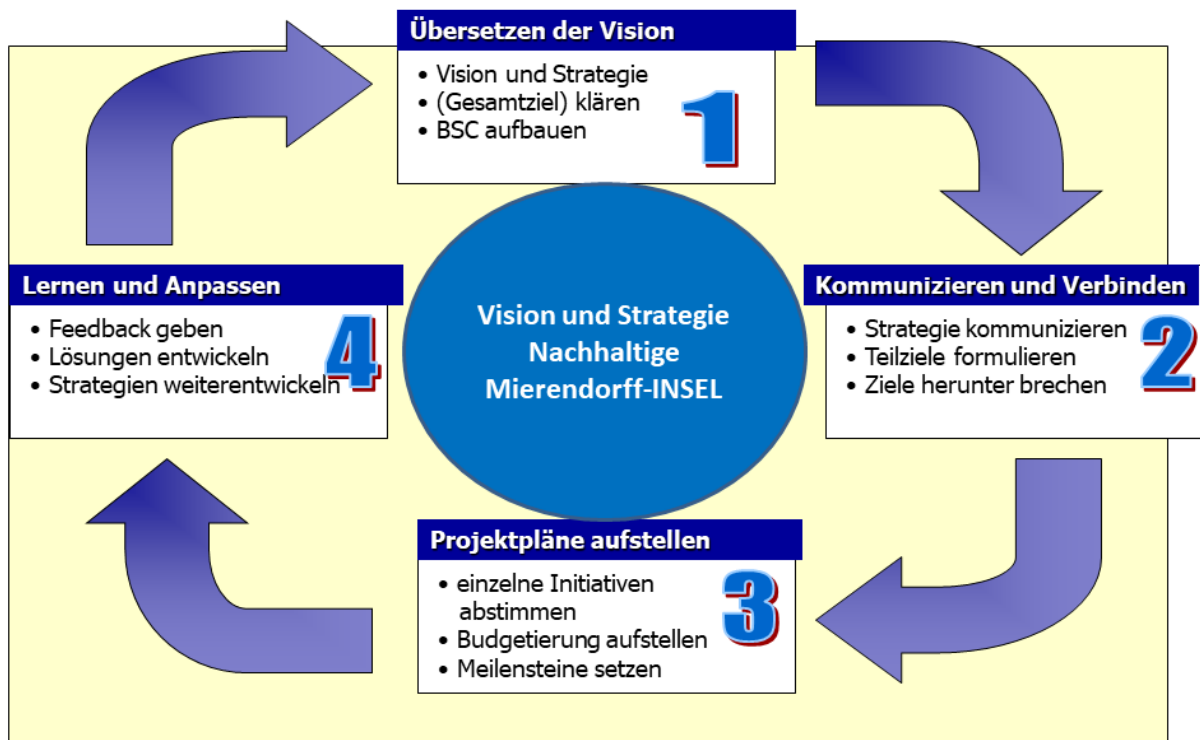 Übersetzen der Vision
• Vision und Strategie
• (Gesamtziel) klären
• BSC aufbauen
1
Kommunizieren und Verbinden
• Strategie kommunizieren
• Teilziele formulieren
• Ziele herunter brechen
2
Projektpläne aufstellen
• einzelne Initiativen
abstimmen
• Budgetierung aufstellen
• Meilensteine setzen
3
Lernen und Anpassen
• Feedback geben
• Lösungen entwickeln
• Strategien weiterentwickeln
4
Vision und Strategie
Nachhaltige
Mierendorff-INSEL